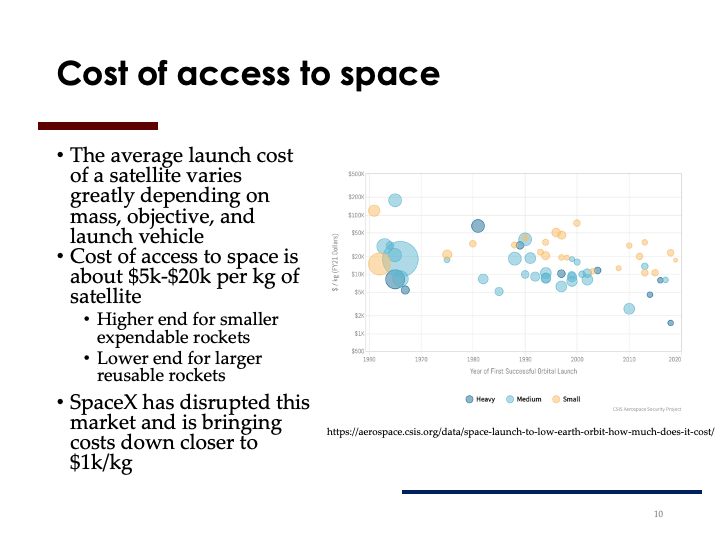 Cost of access to space
• The average launch cost
of a satellite varies
greatly depending on
mass, objective, and
launch vehicle
• Cost of access to space is
about $5k-$20k per kg of
satellite
• Higher end for smaller
expendable rockets
• Lower end for larger
reusable rockets
• SpaceX has disrupted this
market and is bringing
costs down closer to
$1k/kg
$500K
$200K
$100K
$50K
$20K
$10K
$5K
$2K
$1K
$500
$ / kg (FY21 Dollars)
1960 1970 1980 1990 2000 2010 2020
Year of First Successful Orbital Launch
Heavy Medium Small
CSIS Aerospace Security Project
https://aerospace.csis.org/data/space-launch-to-low-earth-orbit-how-much-does-it-cost/
10